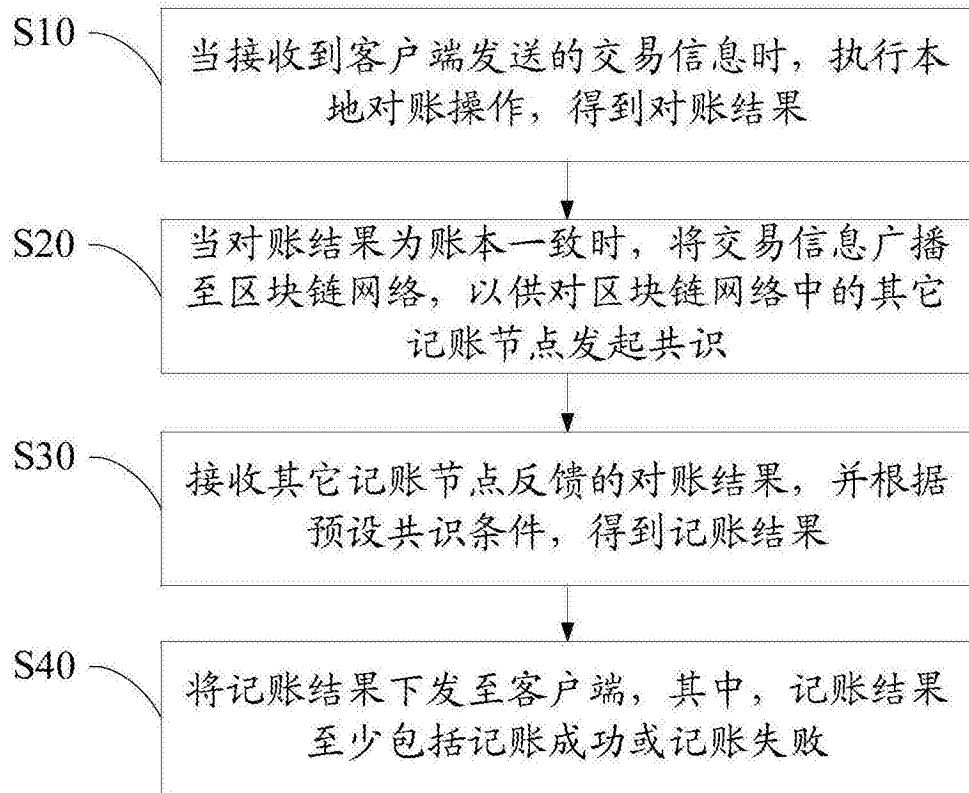 S10
当接收到客户端发送的交易信息时，执行本
地对账操作，得到对账结果
S20
当对账结果为账本一致时，将交易信息广播
至区块链网络，以供对区块链网络中的其它
记账节点发起共识
S30
接收其它记账节点反馈的对账结果，并根据
预设共识条件，得到记账结果
S40
将记账结果下发至客户端，其中，记账结果
至少包括记账成功或记账失败